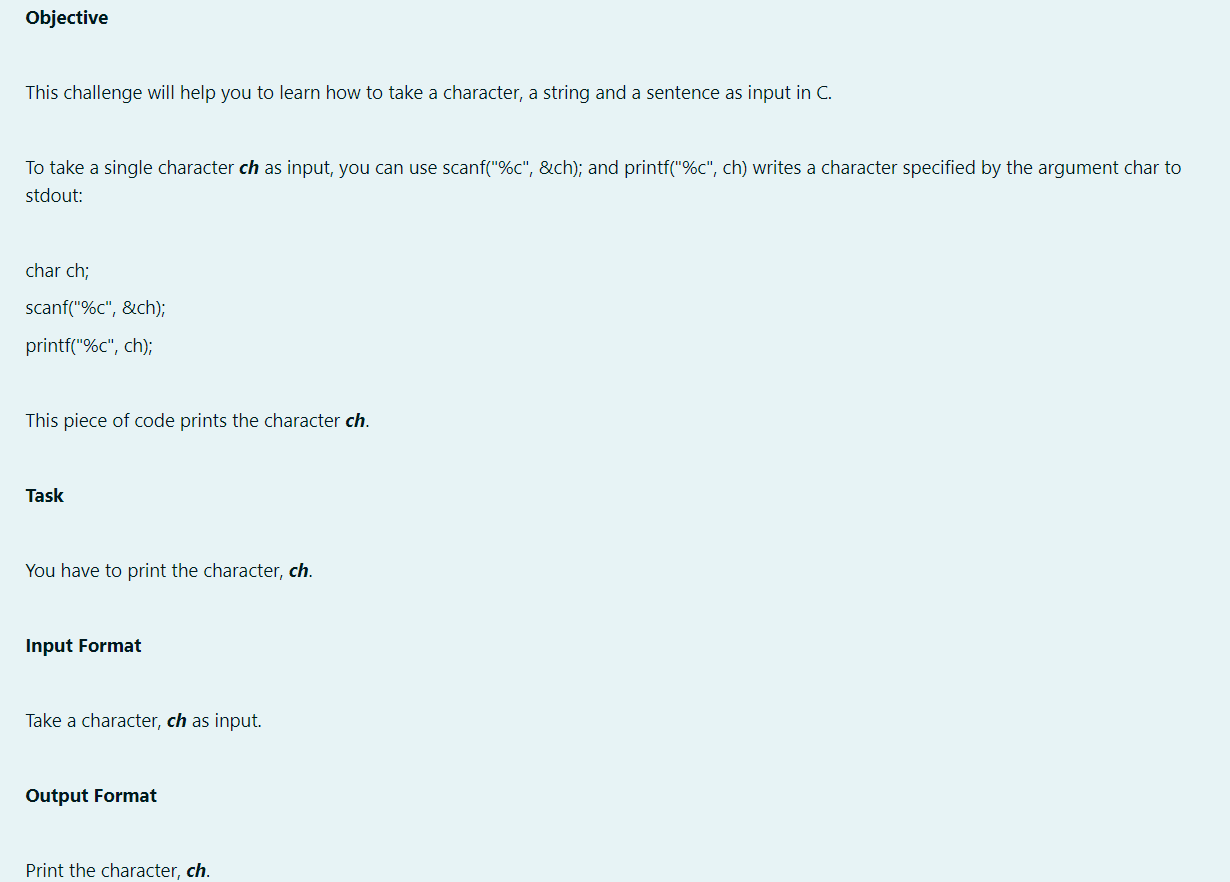 Objective
This challenge will help you to learn how to take a character, a string and a sentence as input in C.
To take a single character ch as input, you can use scanf("%c", &ch); and printf("%c", ch) writes a character specified by the argument char to
stdout:
char ch;
scanf("%c", &ch);
printf("%c", ch);
This piece of code prints the character ch.
Task
You have to print the character, ch.
Input Format
Take a character, ch as input.
Output Format
Print the character, ch.